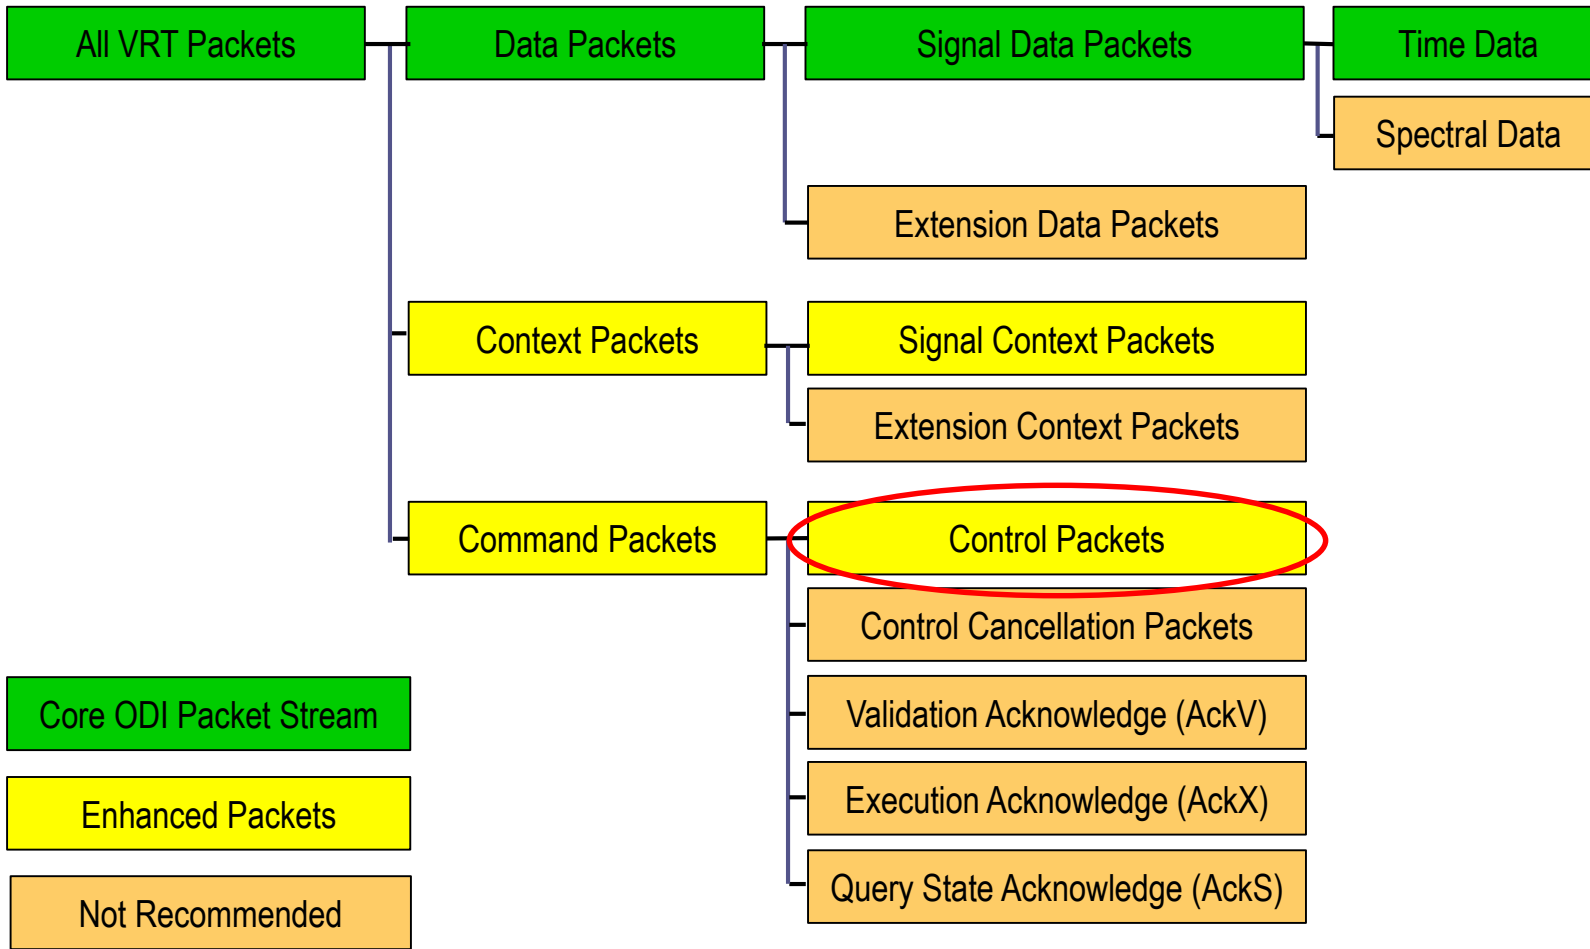 All VRT Packets
Data Packets
Signal Data Packets
Time Data
Spectral Data
Extension Data Packets
Context Packets
Signal Context Packets
Extension Context Packets
Command Packets
Control Packets
Control Cancellation Packets
Validation Acknowledge (AckV)
Execution Acknowledge (AckX)
Query State Acknowledge (AckS)
Core ODI Packet Stream
Enhanced Packets
Not Recommended